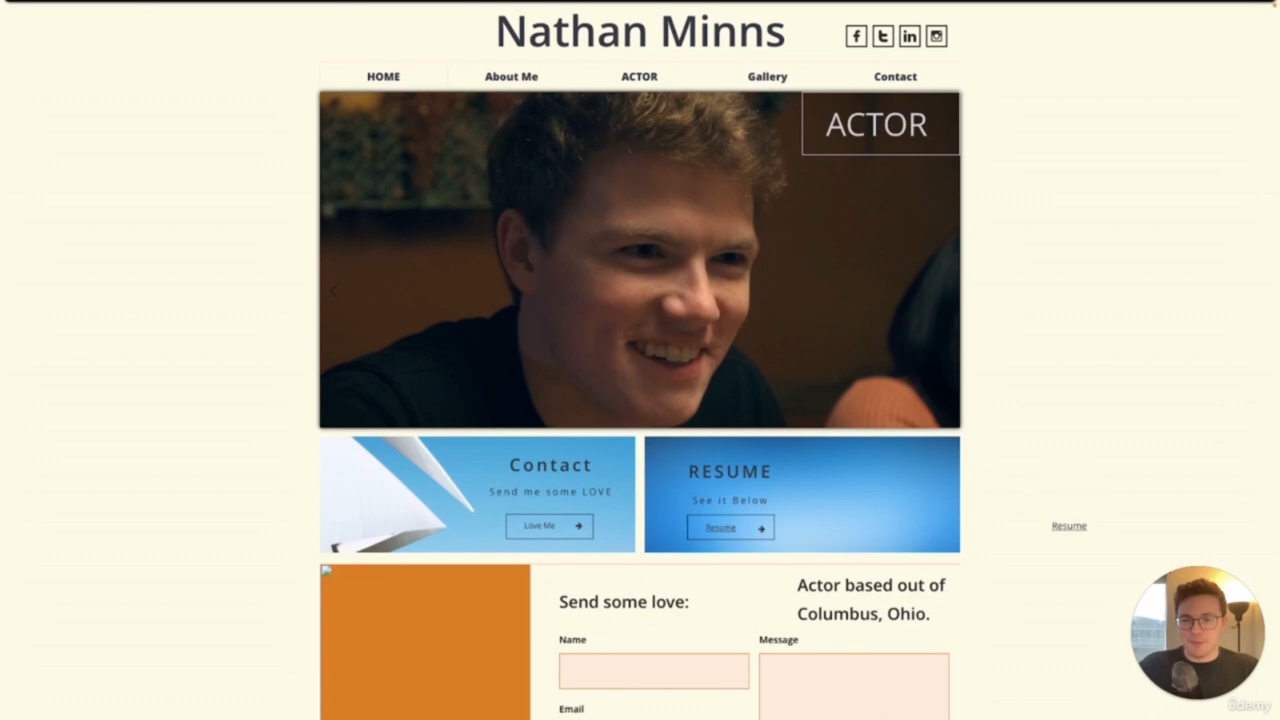 Nathan Minns
HOME About Me ACTOR Gallery Contact
ACTOR
Contact
Send me some LOVE
Love Me
RESUME
See it Below
Resume
Resume
Send some love:
Actor based out of
Columbus, Ohio.
Name
Message
Email
ûdemy